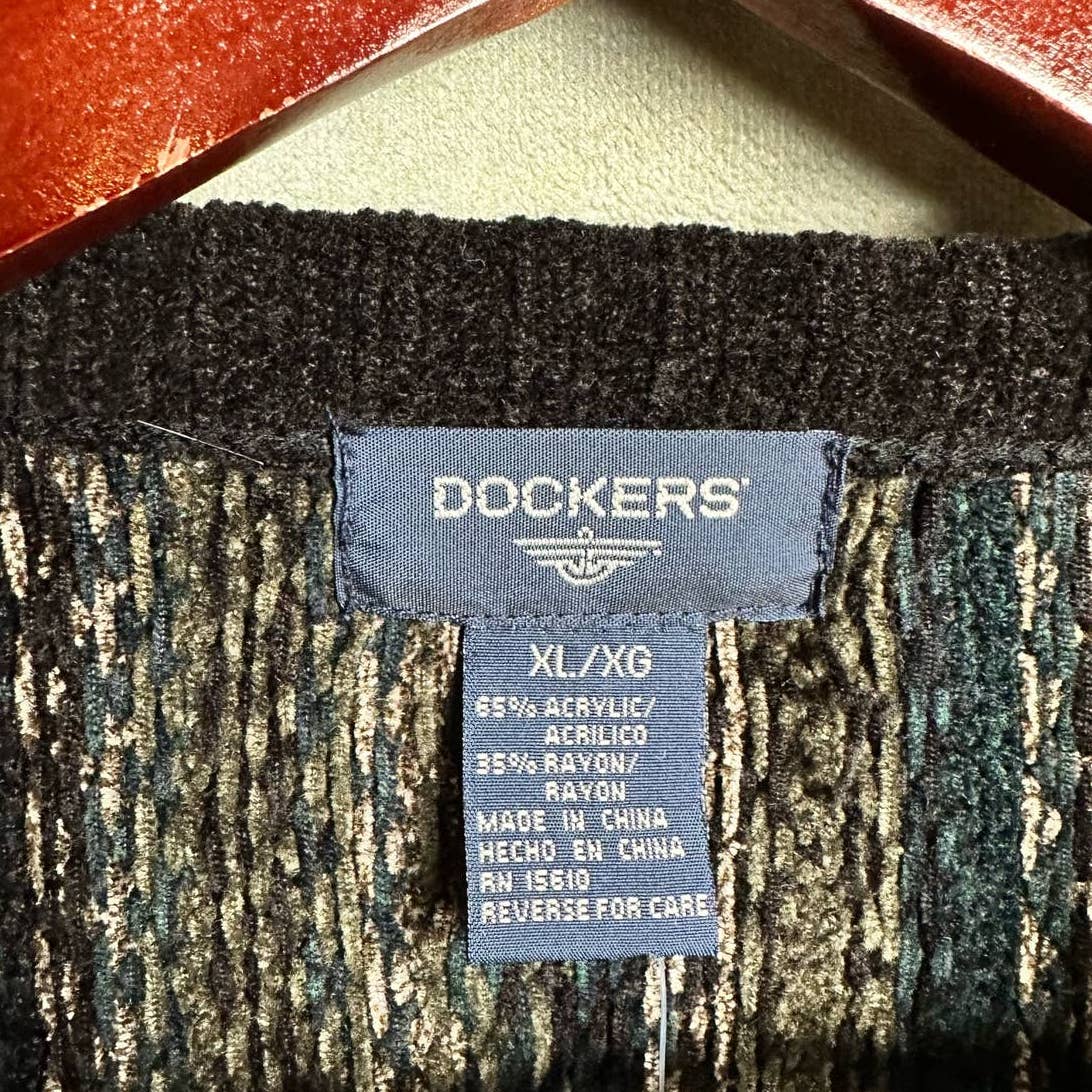 DOCKERS
XL/XG
65% ACRYLIC/
ACRILICO
35% RAYON/
RAYON
MADE IN CHINA
HECHO EN CHINA
RN 15610
REVERSE FOR CARE